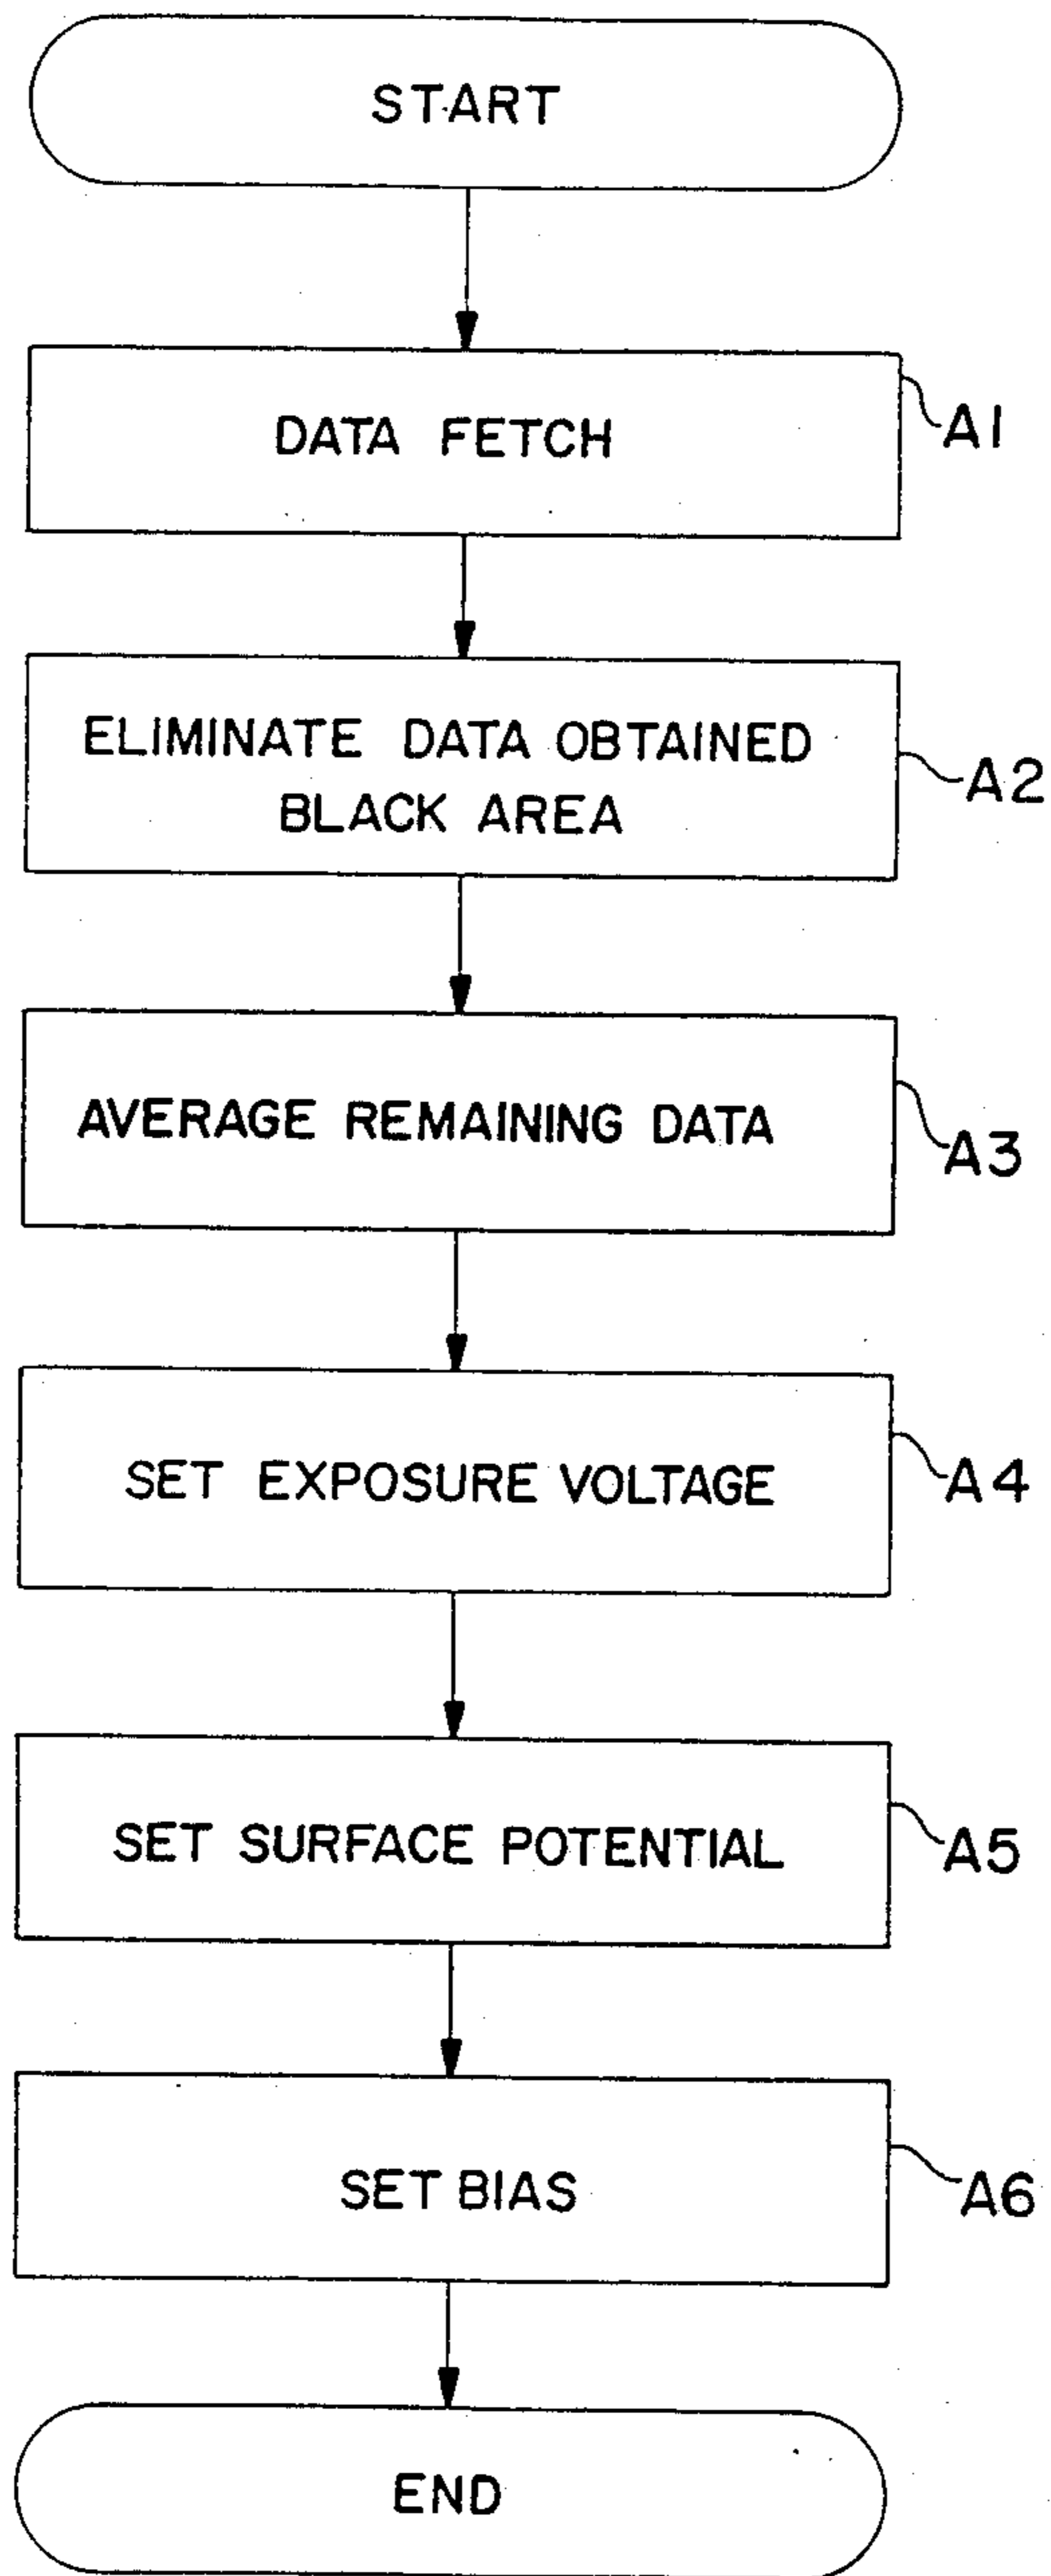 START
DATA FETCH
A1
ELIMINATE DATA OBTAINED
BLACK AREA
A2
AVERAGE REMAINING DATA
A3
SET EXPOSURE VOLTAGE
A4
SET SURFACE POTENTIAL
A5
SET BIAS
A6
END